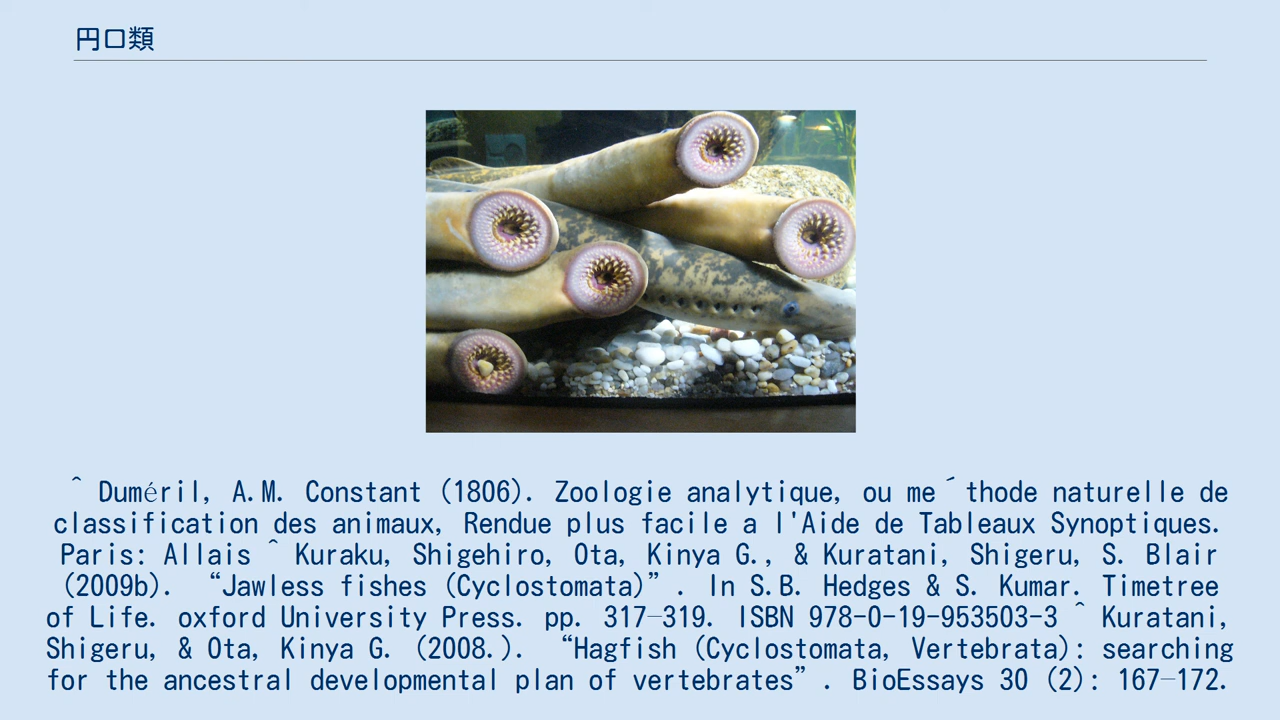 円口類
^ Duméril, A.M. Constant (1806). Zoologie analytique, ou me´thode naturelle de
classification des animaux, Rendue plus facile a l'Aide de Tableaux Synoptiques.
Paris: Allais ^ Kuraku, Shigehiro, Ota, Kinya G., & Kuratani, Shigeru, S. Blair
(2009b). “Jawless fishes (Cyclostomata)”. In S.B. Hedges & S. Kumar. Timetree
of Life. oxford University Press. pp. 317–319. ISBN 978-0-19-953503-3 ^ Kuratani,
Shigeru, & Ota, Kinya G. (2008.). “Hagfish (Cyclostomata, Vertebrata): searching
for the ancestral developmental plan of vertebrates”. BioEssays 30 (2): 167–172.